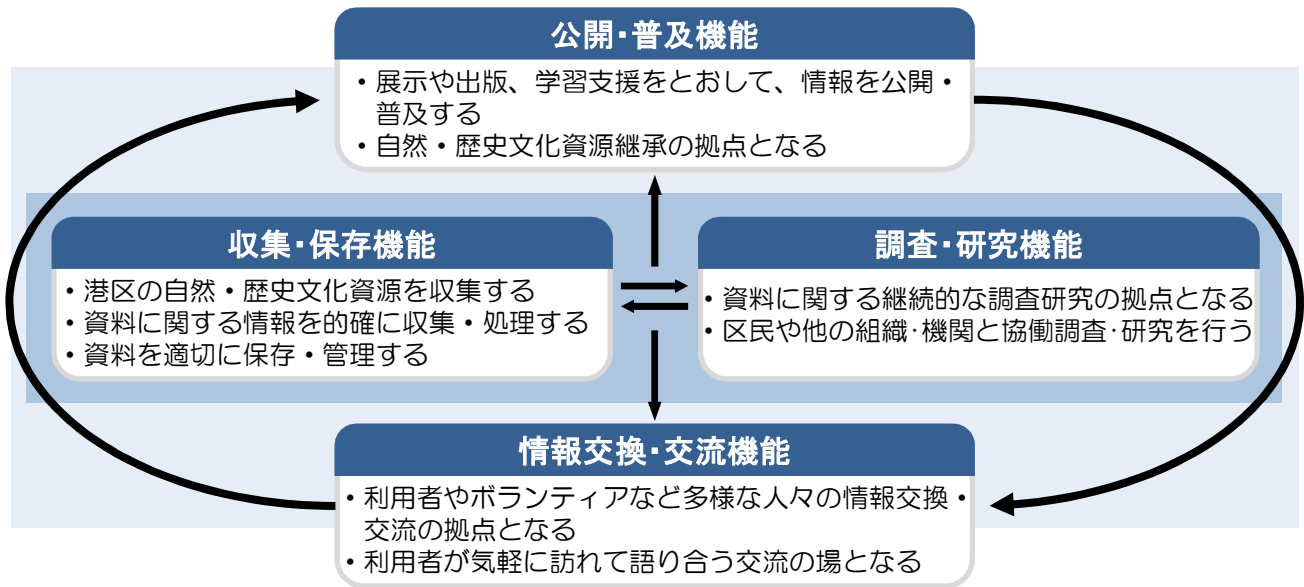 公開・普及機能
・展示や出版、学習支援をとおして、情報を公開・
普及する
・自然・歴史文化資源継承の拠点となる
収集・保存機能
・港区の自然・歴史文化資源を収集する
・資料に関する情報を的確に収集・処理する
・資料を適切に保存・管理する
調査・研究機能
・資料に関する継続的な調査研究の拠点となる
・区民や他の組織・機関と協働調査・研究を行う
情報交換・交流機能
・利用者やボランティアなど多様な人々の情報交換・
交流の拠点となる
・利用者が気軽に訪れて語り合う交流の場となる